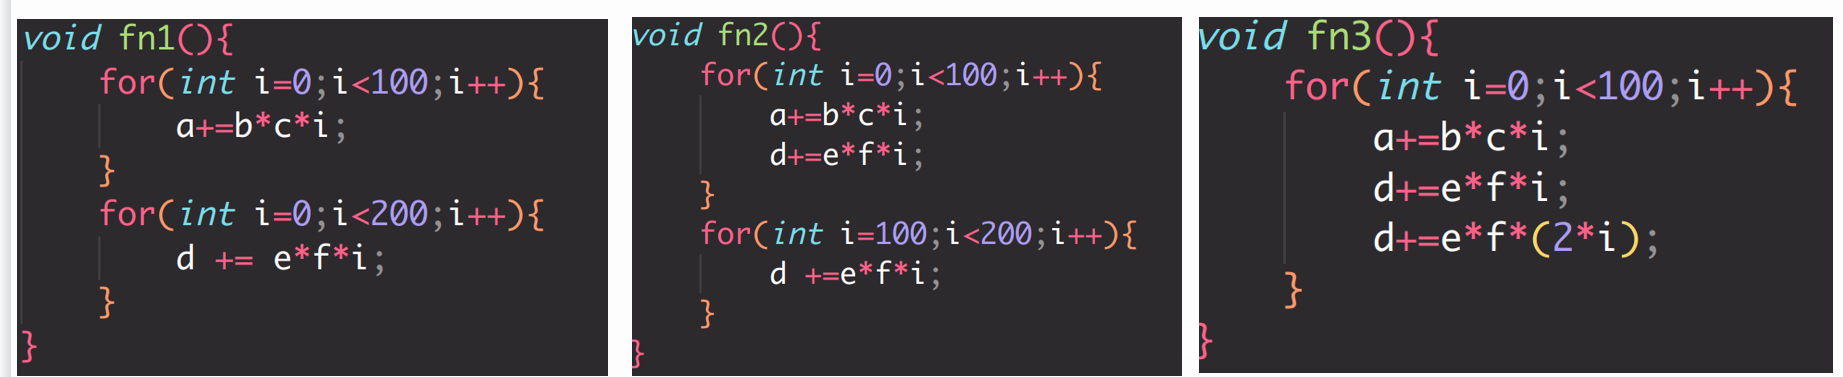 void fn1(){
for(int i=0;i<100;i++){
a+=b*c*i;
}
for(int i=0;i<200;i++){
d += e*f*i;
}
}
void fn2(){
for(int i=0;i<100;i++){
a+=b*c*i;
d+=e*f*i;
}
for(int i=100;i<200;i++){
d +=e*f*i;
}
}
void fn3(){
for(int i=0;i<100;i++){
a+=b*c*i;
d+=e*f*i;
d+=e*f*(2*i);
}
}